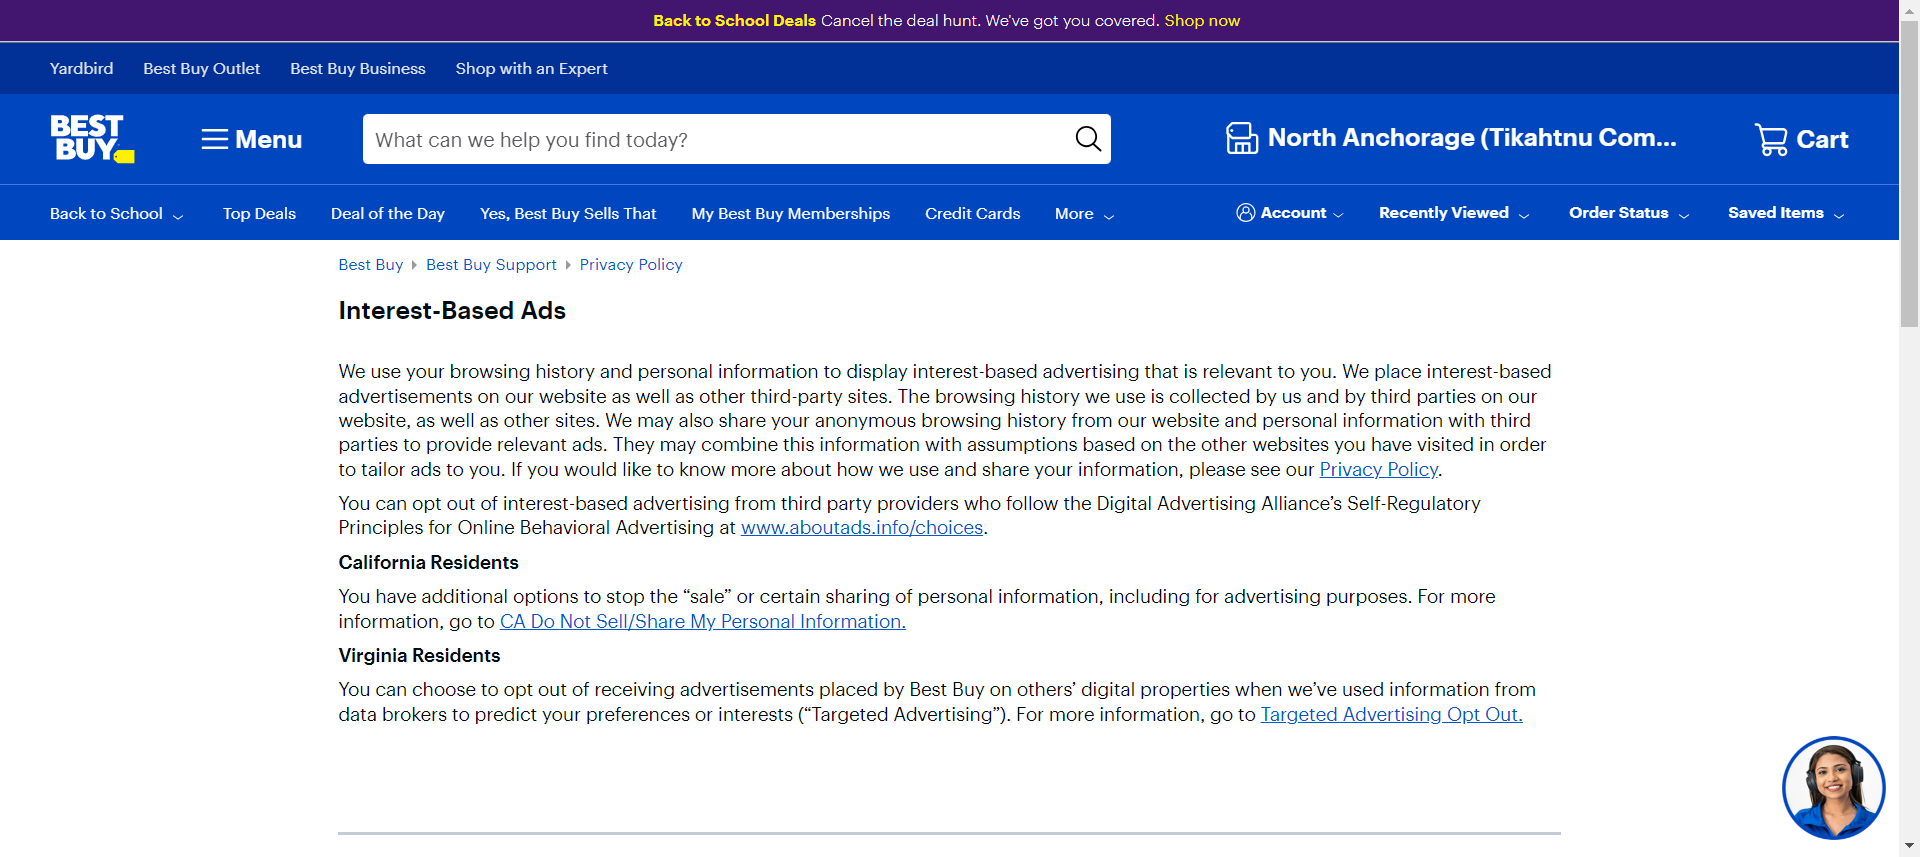 Back to School Deals Cancel the deal hunt. We've got you covered. Shop now
Yardbird Best Buy Outlet Best Buy Business Shop with an Expert
BEST BUY
Menu
What can we help you find today?
North Anchorage (Tikahtnu Com...
Cart
Back to School Top Deals Deal of the Day Yes, Best Buy Sells That My Best Buy Memberships Credit Cards More Account Recently Viewed Order Status Saved Items
Best Buy Best Buy Support Privacy Policy
Interest-Based Ads
We use your browsing history and personal information to display interest-based advertising that is relevant to you. We place interest-based
advertisements on our website as well as other third-party sites. The browsing history we use is collected by us and by third parties on our
website, as well as other sites. We may also share your anonymous browsing history from our website and personal information with third
parties to provide relevant ads. They may combine this information with assumptions based on the other websites you have visited in order
to tailor ads to you. If you would like to know more about how we use and share your information, please see our Privacy Policy.
You can opt out of interest-based advertising from third party providers who follow the Digital Advertising Alliance’s Self-Regulatory
Principles for Online Behavioral Advertising at www.aboutads.info/choices.
California Residents
You have additional options to stop the “sale” or certain sharing of personal information, including for advertising purposes. For more
information, go to CA Do Not Sell/Share My Personal Information.
Virginia Residents
You can choose to opt out of receiving advertisements placed by Best Buy on others’ digital properties when we’ve used information from
data brokers to predict your preferences or interests (“Targeted Advertising”). For more information, go to Targeted Advertising Opt Out.